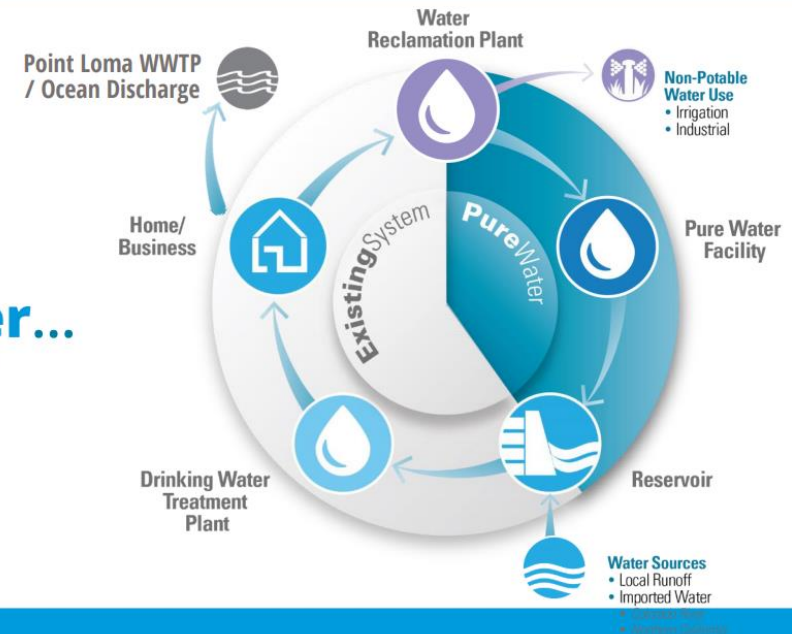 Water
Reclamation Plant
Point Loma WWTP
/ Ocean Discharge
Non-Potable
Water Use
• Irrigation
• Industrial
Home/
Business
ExistingSystem
PureWater
Pure Water
Facility
er...
Drinking Water
Treatment
Plant
Reservoir
Water Sources
• Local Runoff
• Imported Water